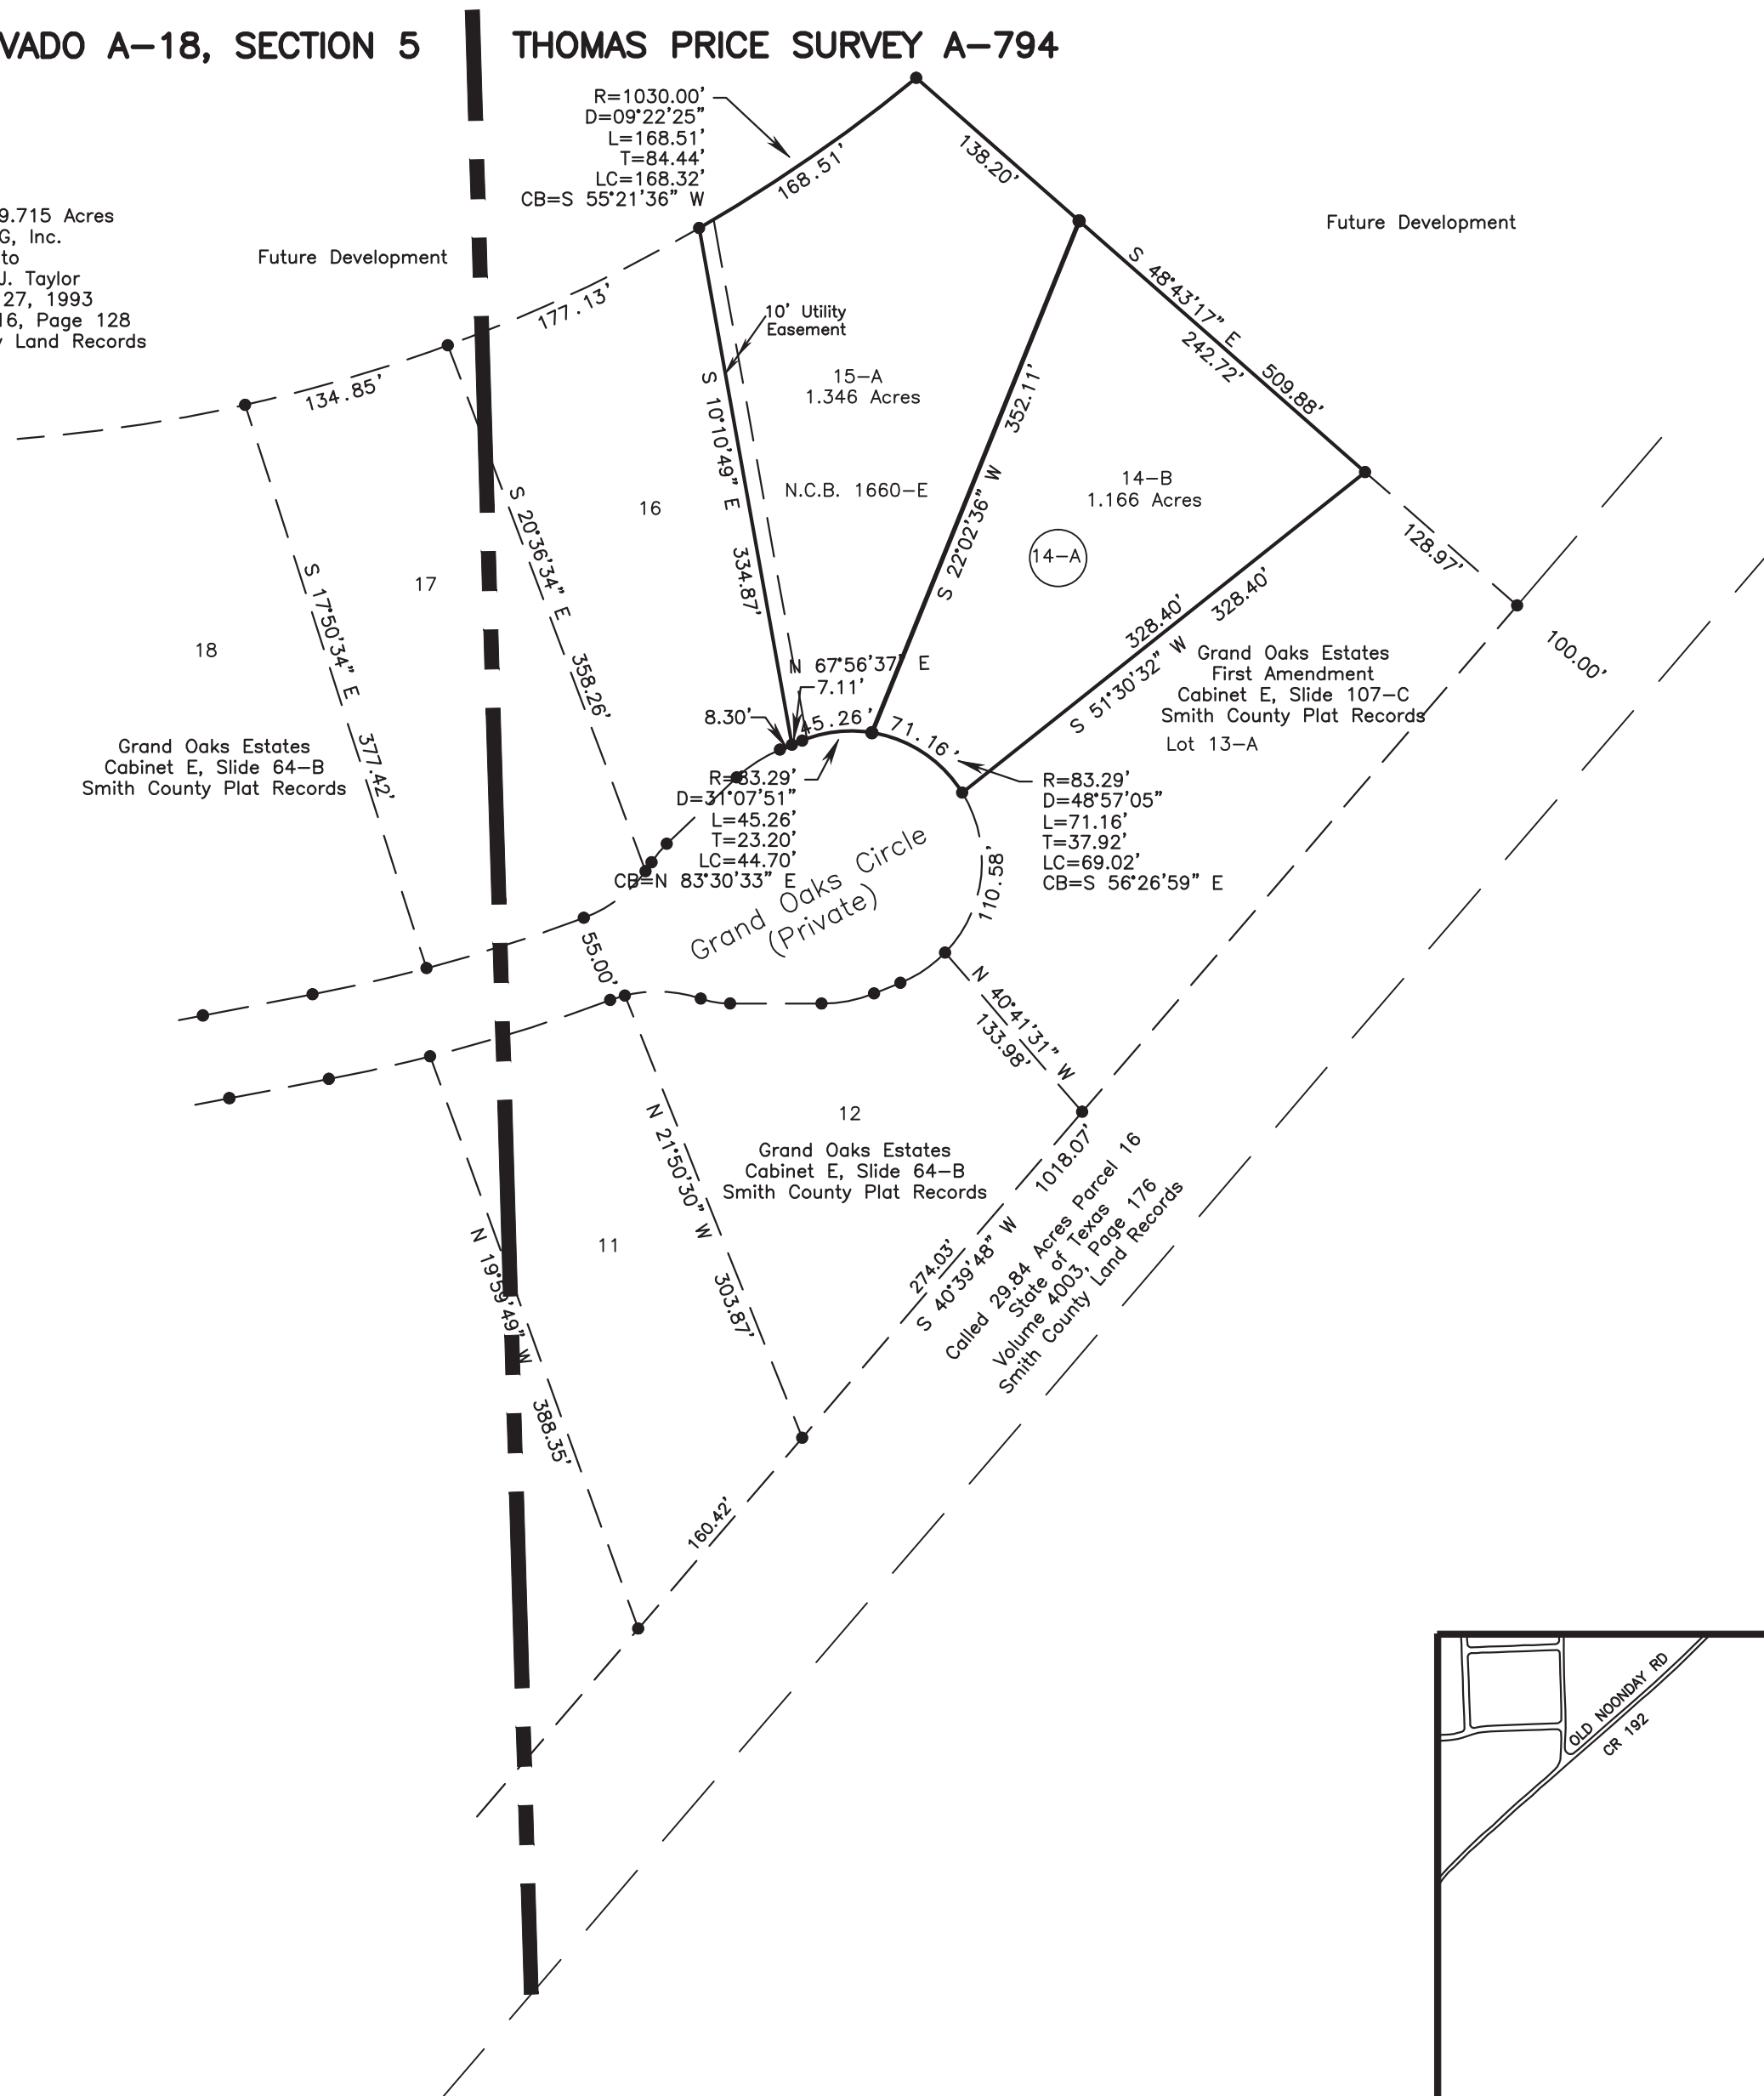 VADO A-18, SECTION 5
THOMAS PRICE SURVEY A-794
R=1030.00'
D=09°22'25"
L=168.51'
T=84.44'
LC=168.32'
CB=S 55°21'36" W
168.51'
138.20'
9.715 Acres
G, Inc.
to
J. Taylor
27, 1993
16, Page 128
y Land Records
Future Development
Future Development
177.13'
134.85'
10' Utility
Easement
S 48°43'17" E
242.72'
509.88'
15-A
1.346 Acres
N.C.B. 1660-E
S 10°10'49" E
334.87'
352.11'
S 22°02'36" W
14-B
1.166 Acres
14-A
128.97'
100.00'
16
17
18
S 20°36'34" E
358.26'
S 17°50'34" E
377.42'
328.40'
328.40'
S 51°30'32" W
Grand Oaks Estates
First Amendment
Cabinet E, Slide 107-C
Smith County Plat Records
Lot 13-A
N 67°56'37" E
7.11'
8.30'
45.26'
71.16'
Grand Oaks Estates
Cabinet E, Slide 64-B
Smith County Plat Records
R=83.29'
D=31°07'51"
L=45.26'
T=23.20'
LC=44.70'
CB=N 83°30'33" E
R=83.29'
D=48°57'05"
L=71.16'
T=37.92'
LC=69.02'
CB=S 56°26'59" E
Grand Oaks Circle
(Private)
110.58'
55.00'
N 40°41'31" W
133.98'
12
Grand Oaks Estates
Cabinet E, Slide 64-B
Smith County Plat Records
N 21°50'30" W
303.87'
11
N 19°59'49" W
388.35'
1018.07'
S 40°39'48" W
274.03'
Called 29.84 Acres Parcel 16
State of Texas
Volume 4003, Page 176
Smith County Land Records
160.42'
OLD NOONDAY RD
CR 192